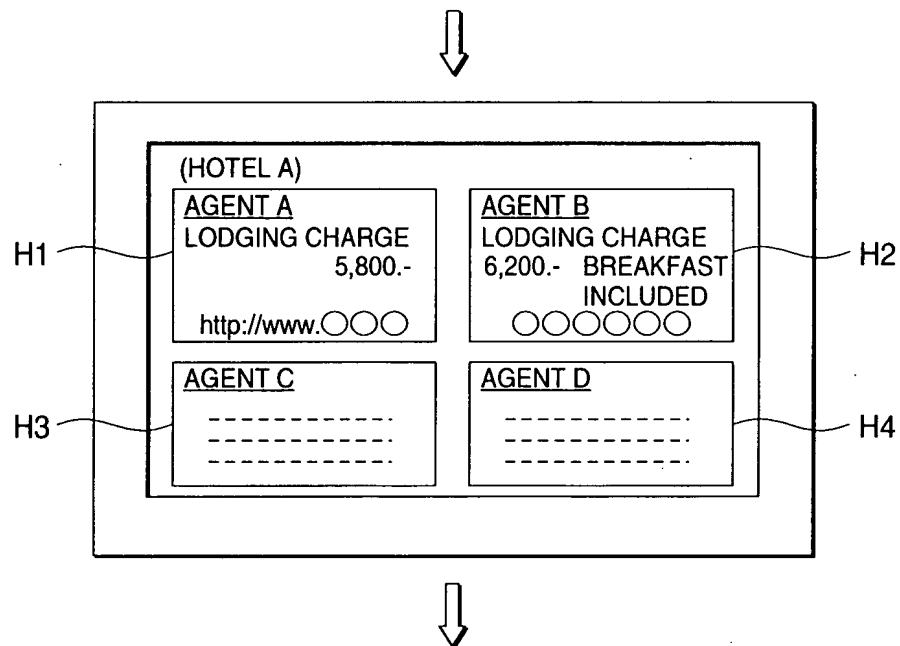 (HOTEL A)
AGENT A
LODGING CHARGE
5,800.-
http://www.○○○
H1
AGENT B
LODGING CHARGE
6,200.- BREAKFAST
INCLUDED
○○○○○○
H2
AGENT C
H3
AGENT D
H4